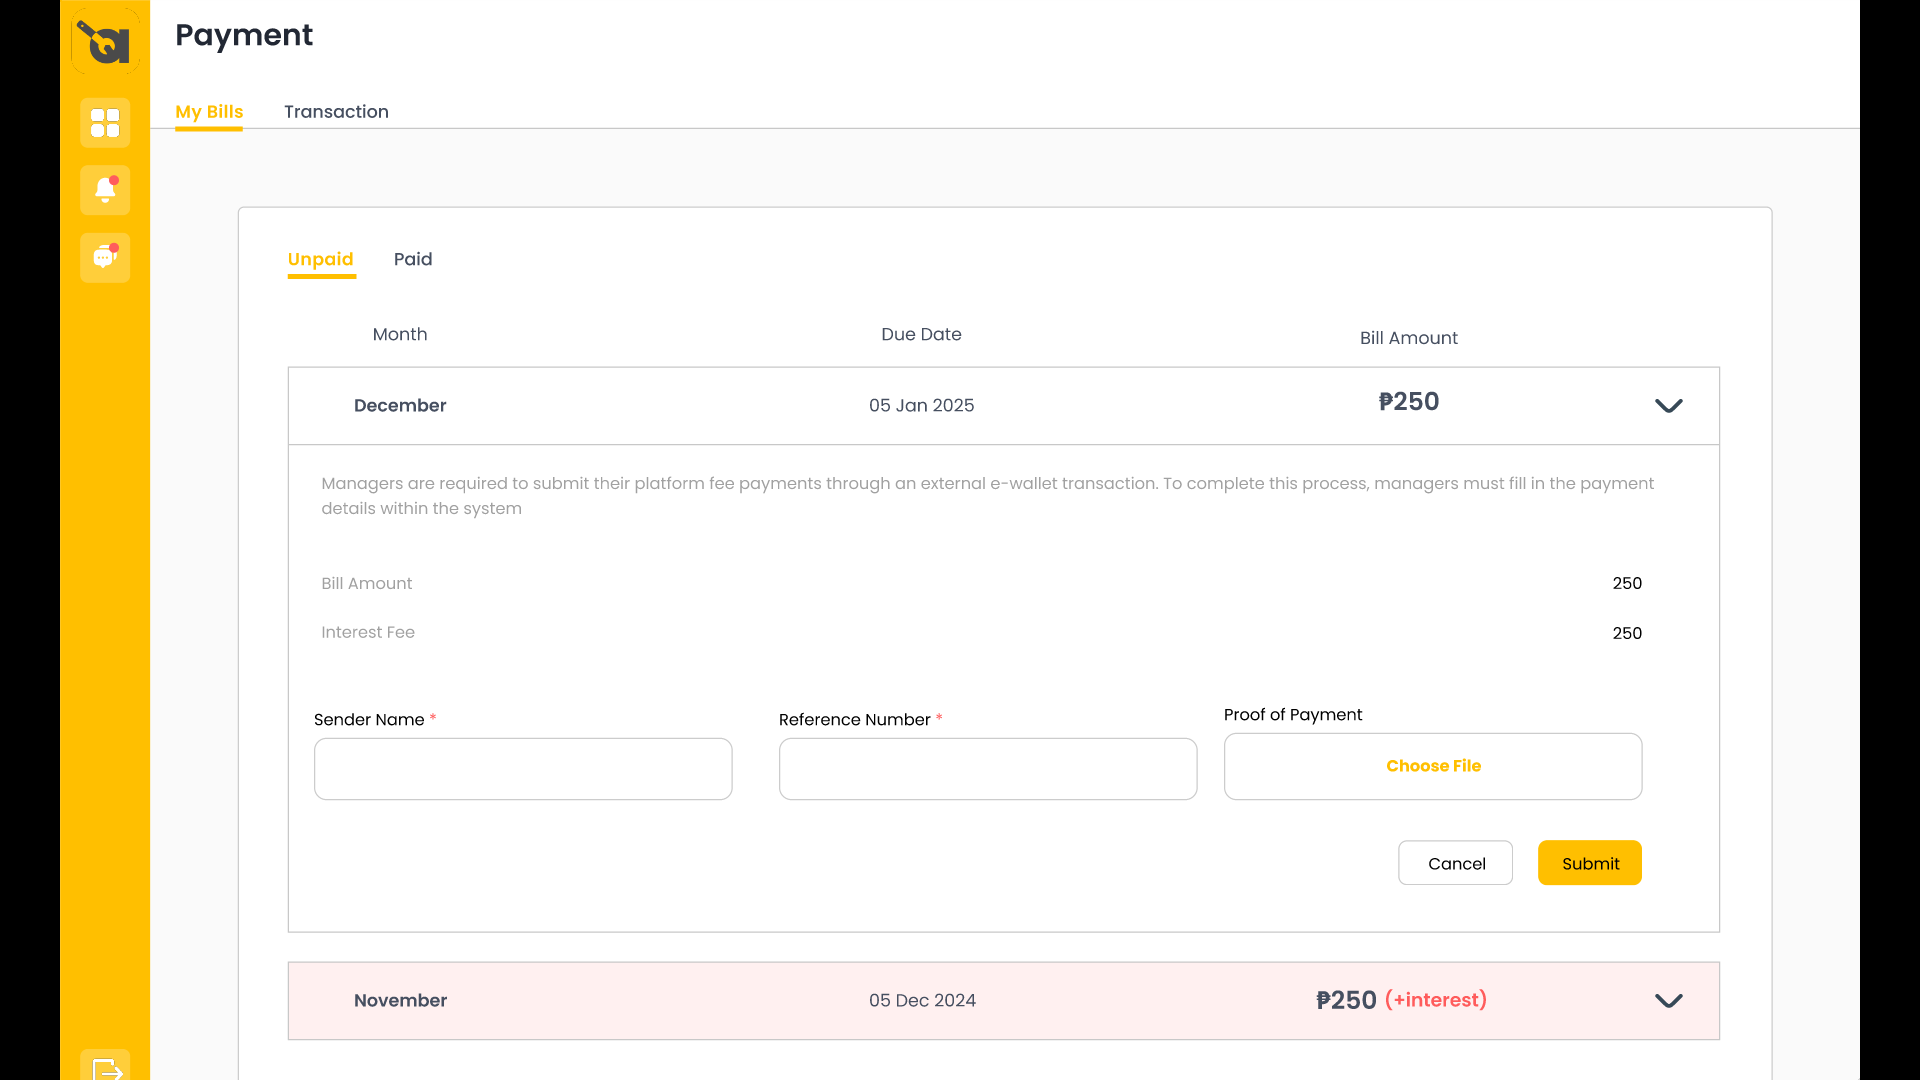 Payment
My Bills
Transaction
Unpaid
Paid
Month
Due Date
Bill Amount
December
05 Jan 2025
₱250
Managers are required to submit their platform fee payments through an external e-wallet transaction. To complete this process, managers must fill in the payment
details within the system
Bill Amount
250
Interest Fee
250
Sender Name *
Reference Number *
Proof of Payment
Choose File
Cancel
Submit
November
05 Dec 2024
₱250 (+interest)